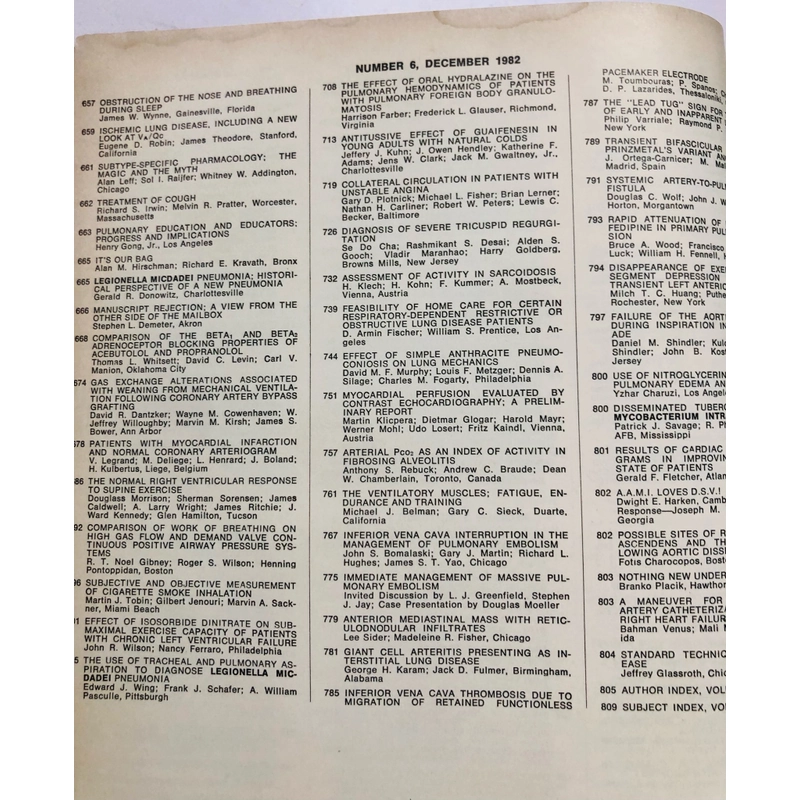 NUMBER 6, DECEMBER 1982
657 OBSTRUCTION OF THE NOSE AND BREATHING
DURING SLEEP
James W. Wynne, Gainesville, Florida
659 ISCHEMIC LUNG DISEASE, INCLUDING A NEW
LOOK AT VA/Qc
Eugene D. Robin; James Theodore, Stanford,
California
661 SUBTYPE-SPECIFIC PHARMACOLOGY; THE
MAGIC AND THE MYTH
Alan Leff; Sol I. Raijfer; Whitney W. Addington,
Chicago
662 TREATMENT OF COUGH
Richard S. Irwin; Melvin R. Pratter, Worcester,
Massachusetts
663 PULMONARY EDUCATION AND EDUCATORS;
PROGRESS AND IMPLICATIONS
Henry Gong, Jr., Los Angeles
665 IT'S OUR BAG
Alan M. Hirschman; Richard E. Kravath, Bronx
665 LEGIONELLA MICDADEI PNEUMONIA; HISTORI-
CAL PERSPECTIVE OF A NEW PNEUMONIA
Gerald R. Donowitz, Charlottesville
666 MANUSCRIPT REJECTION; A VIEW FROM THE
OTHER SIDE OF THE MAILBOX
Stephen L. Demeter, Akron
668 COMPARISON OF THE BETA1 AND BETA2
ADRENOCEPTOR BLOCKING PROPERTIES OF
ACEBUTOLOL AND PROPRANOLOL
Thomas L. Whitsett; David C. Levin; Carl V.
Manion, Oklahoma City
674 GAS EXCHANGE ALTERATIONS ASSOCIATED
WITH WEANING FROM MECHANICAL VENTILA-
TION FOLLOWING CORONARY ARTERY BYPASS
GRAFTING
David R. Dantzker; Wayne M. Cowenhaven; W.
Jeffrey Willoughby; Marvin M. Kirsh; James S.
Bower, Ann Arbor
678 PATIENTS WITH MYOCARDIAL INFARCTION
AND NORMAL CORONARY ARTERIOGRAM
V. Legrand; M. Deliege; L. Henrard; J. Boland;
H. Kulbertus, Liege, Belgium
86 THE NORMAL RIGHT VENTRICULAR RESPONSE
TO SUPINE EXERCISE
Douglass Morrison; Sherman Sorensen; James
Caldwell; A. Larry Wright; James Ritchie; J.
Ward Kennedy; Glen Hamilton, Tucson
92 COMPARISON OF WORK OF BREATHING ON
HIGH GAS FLOW AND DEMAND VALVE CON-
TINUOUS POSITIVE AIRWAY PRESSURE SYS-
TEMS
R. T. Noel Gibney; Roger S. Wilson; Henning
Pontoppidan, Boston
96 SUBJECTIVE AND OBJECTIVE MEASUREMENT
OF CIGARETTE SMOKE INHALATION
Martin J. Tobin; Gilbert Jenouri; Marvin A. Sack-
ner, Miami Beach
01 EFFECT OF ISOSORBIDE DINITRATE ON SUB-
MAXIMAL EXERCISE CAPACITY OF PATIENTS
WITH CHRONIC LEFT VENTRICULAR FAILURE
John R. Wilson; Nancy Ferraro, Philadelphia
5 THE USE OF TRACHEAL AND PULMONARY AS-
PIRATION TO DIAGNOSE LEGIONELLA MIC-
DADEI PNEUMONIA
Edward J. Wing; Frank J. Schafer; A. William
Pasculle, Pittsburgh
708 THE EFFECT OF ORAL HYDRALAZINE ON THE
PULMONARY HEMODYNAMICS OF PATIENTS
WITH PULMONARY FOREIGN BODY GRANULO-
MATOSIS
Harrison Farber; Frederick L. Glauser, Richmond,
Virginia
713 ANTITUSSIVE EFFECT OF GUAIFENESIN IN
YOUNG ADULTS WITH NATURAL COLDS
Jeffery J. Kuhn; J. Owen Hendley; Katherine F.
Adams; Jens W. Clark; Jack M. Gwaltney, Jr.,
Charlottesville
719 COLLATERAL CIRCULATION IN PATIENTS WITH
UNSTABLE ANGINA
Gary D. Plotnick; Michael L. Fisher; Brian Lerner;
Nathan H. Carliner; Robert W. Peters; Lewis C.
Becker, Baltimore
726 DIAGNOSIS OF SEVERE TRICUSPID REGURGI-
TATION
Se Do Cha; Rashmikant S. Desai; Alden S.
Gooch; Vladir Maranhao; Harry Goldberg,
Browns Mills, New Jersey
732 ASSESSMENT OF ACTIVITY IN SARCOIDOSIS
H. Klech; H. Kohn; F. Kummer; A. Mostbeck,
Vienna, Austria
739 FEASIBILITY OF HOME CARE FOR CERTAIN
RESPIRATORY-DEPENDENT RESTRICTIVE OR
OBSTRUCTIVE LUNG DISEASE PATIENTS
D. Armin Fischer; William S. Prentice, Los An-
geles
744 EFFECT OF SIMPLE ANTHRACITE PNEUMO-
CONIOSIS ON LUNG MECHANICS
David M. F. Murphy; Louis F. Metzger; Dennis A.
Silage; Charles M. Fogarty, Philadelphia
751 MYOCARDIAL PERFUSION EVALUATED BY
CONTRAST ECHOCARDIOGRAPHY; A PRELIM-
INARY REPORT
Martin Klicpera; Dietmar Glogar; Harold Mayr;
Werner Mohl; Udo Losert; Fritz Kaindl, Vienna,
Austria
757 ARTERIAL PCO2 AS AN INDEX OF ACTIVITY IN
FIBROSING ALVEOLITIS
Anthony S. Rebuck; Andrew C. Braude; Dean
W. Chamberlain, Toronto, Canada
761 THE VENTILATORY MUSCLES; FATIGUE, EN-
DURANCE AND TRAINING
Michael J. Belman; Gary C. Sieck, Duarte,
California
767 INFERIOR VENA CAVA INTERRUPTION IN THE
MANAGEMENT OF PULMONARY EMBOLISM
John S. Bomalaski; Gary J. Martin; Richard L.
Hughes; James S. T. Yao, Chicago
775 IMMEDIATE MANAGEMENT OF MASSIVE PUL-
MONARY EMBOLISM
Invited Discussion by L. J. Greenfield, Stephen
J. Jay; Case Presentation by Douglas Moeller
779 ANTERIOR MEDIASTINAL MASS WITH RETIC-
ULODNODULAR INFILTRATES
Lee Sider; Madeleine R. Fisher, Chicago
781 GIANT CELL ARTERITIS PRESENTING AS IN-
TERSTITIAL LUNG DISEASE
George H. Karam; Jack D. Fulmer, Birmingham,
Alabama
785 INFERIOR VENA CAVA THROMBOSIS DUE TO
MIGRATION OF RETAINED FUNCTIONLESS
PACEMAKER ELECTRODE
M. Toumbouras; P. Spanos;
D. P. Lazarides, Thessaloniki,
787 THE "LEAD TUG" SIGN
OF EARLY AND INAPPARENT
Philip Varriale; Raymond P.
New York
789 TRANSIENT BIFASCICULAR
PRINZMETAL'S VARIANT
J. Ortega-Carnicer; M.
Madrid, Spain
791 SYSTEMIC ARTERY-TO-
FISTULA
Douglas C. Wolf; John J.
Horton, Morgantown
793 RAPID ATTENUATION OF
FEDIPINE IN PRIMARY
SION
Bruce A. Wood; Francisco
Luck; William H. Fennell,
794 DISAPPEARANCE OF
SEGMENT DEPRESSION
TRANSIENT LEFT
Milch T. C. Huang;
Rochester, New York
797 FAILURE OF THE
DURING INSPIRATION IN
ADE
Daniel M. Shindler;
Shindler; John B.
Jersey
800 USE OF NITROGLYCERIN
PULMONARY EDEMA
Yzhar Charuzi, Los
800 DISSEMINATED
MYCOBACTERIUM
Patrick J. Savage; R.
AFB, Mississippi
801 RESULTS OF CARDIAC
GRAMS IN
STATE OF PATIENTS
Gerald F. Fletcher,
802 A.A.M.I. LOVES D.S.V.I
Dwight E. Harken,
Response—Joseph M.
Georgia
802 POSSIBLE SITES OF
ASCENDENS AND
LOWING AORTIC
Fotis Charocopos,
803 NOTHING NEW UNDER
Branko Placik,
803 A MANEUVER FOR
ARTERY
RIGHT HEART
Bahman Venus; Mali
ida
804 STANDARD
EASE
Jeffrey Glassroth,
805 AUTHOR INDEX,
809 SUBJECT INDEX,